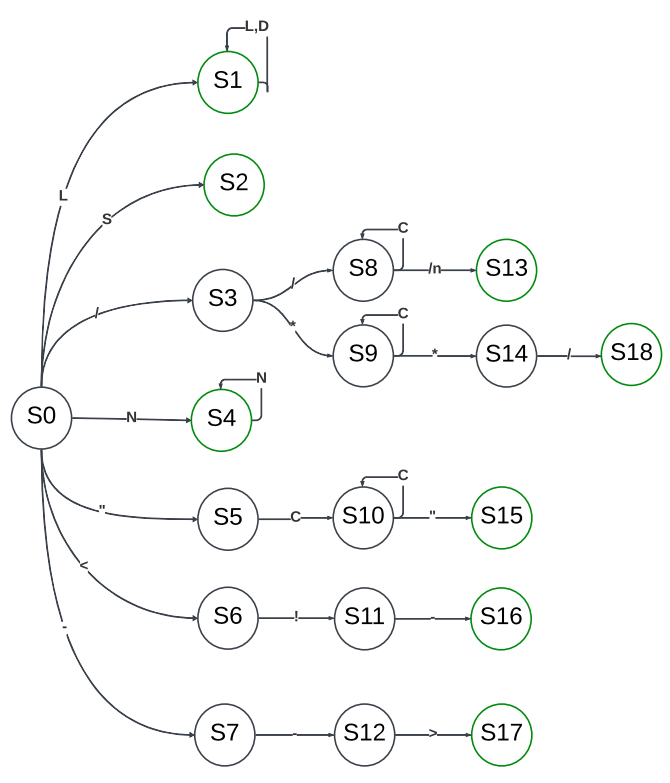 L,D
S1
L
S2
S
C
S8
/n
S13
/
S3
/
C
*
S9
*
S14
/
S18
N
S0
N
S4
C
"
S5
C
S10
"
S15
<
S6
!
S11
-
S16
-
S7
-
S12
>
S17